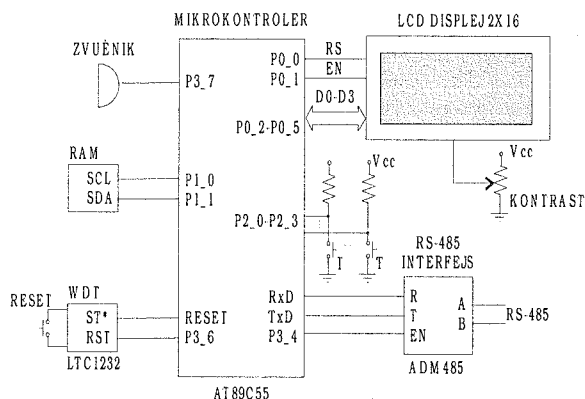 MIKROKONTROLER
LCD DISPLEJ 2X16
ZVUÈNIK
P3_7
P0_0
RS
P0_1
EN
D0-D3
P0_2-P0_5
RAM
SCL
SDA
P1_0
P1_1
Vcc
Vcc
KONTRAST
P2_0-P2_3
T
T
RS-485
INTERFEJS
RESET
WDT
ST*
RST
LTC1232
RESET
P3_6
RxD
TxD
P3_4
R
T
EN
A
B
RS-485
ADM485
AT89C55